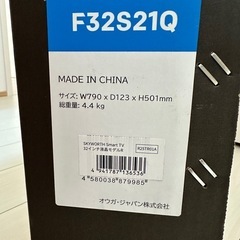 F32S21Q
MADE IN CHINA
サイズ: W790 x D123 x H501mm
総重量: 4.4 kg
SKYWORTH Smart TV
32インチ液晶モデルR
R2STR01A
4 941787 136536
4 580038 879985
オウガ・ジャパン株式会社